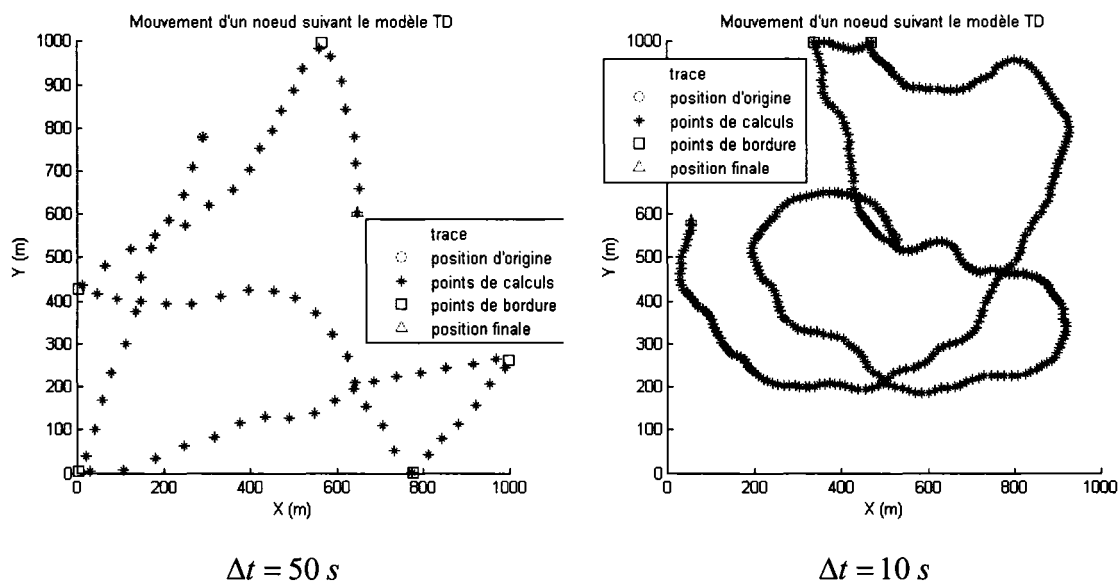 Mouvement d'un noeud suivant le modèle TD
1000
900
800
700
600
500
400
300
200
100
0
Y (m)
0
200
400
600
800
1000
X (m)
trace
position d'origine
points de calculs
points de bordure
position finale
Δt = 50 s
Mouvement d'un noeud suivant le modèle TD
1000
900
800
700
600
500
400
300
200
100
0
Y (m)
0
200
400
600
800
1000
X (m)
trace
position d'origine
points de calculs
points de bordure
position finale
Δt = 10 s